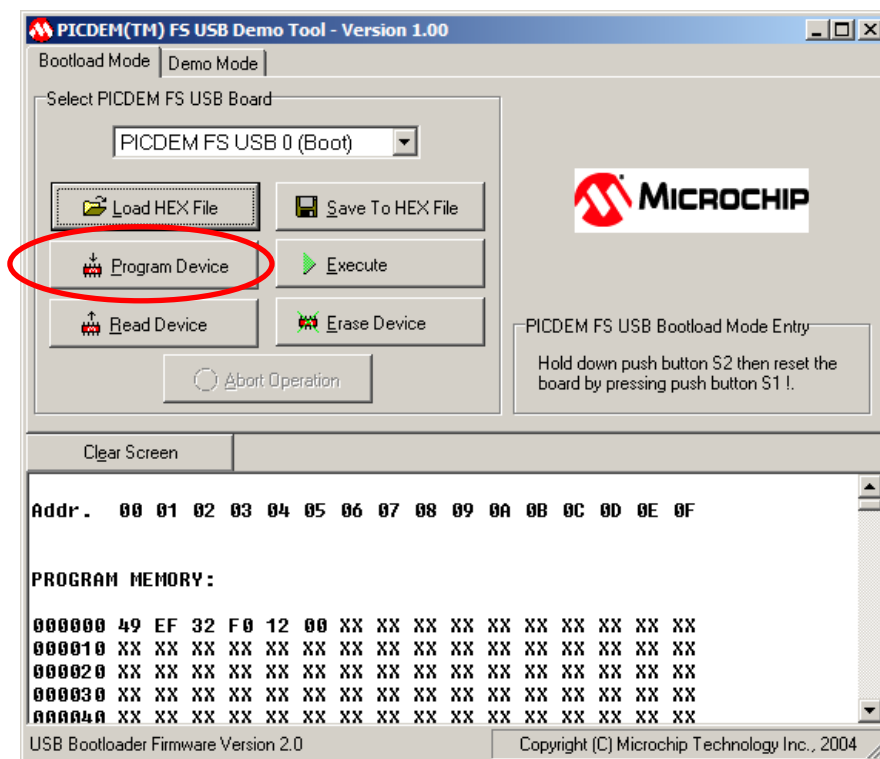 PICDEM(TM) FS USB Demo Tool - Version 1.00
Bootload Mode Demo Mode
Select PICDEM FS USB Board
PICDEM FS USB 0 (Boot)
Load HEX File Save To HEX File
MICROCHIP
Program Device Execute
Read Device Erase Device
PICDEM FS USB Bootload Mode Entry
Hold down push button S2 then reset the
board by pressing push button S1 !.
Abort Operation
Clear Screen
Addr. 00 01 02 03 04 05 06 07 08 09 0A 0B 0C 0D 0E 0F
PROGRAM MEMORY:
000000 49 EF 32 F0 12 00 XX XX XX XX XX XX XX XX XX XX
000010 XX XX XX XX XX XX XX XX XX XX XX XX XX XX XX XX
000020 XX XX XX XX XX XX XX XX XX XX XX XX XX XX XX XX
000030 XX XX XX XX XX XX XX XX XX XX XX XX XX XX XX XX
000040 XX XX XX XX XX XX XX XX XX XX XX XX XX XX XX XX
USB Bootloader Firmware Version 2.0 Copyright (C) Microchip Technology Inc., 2004